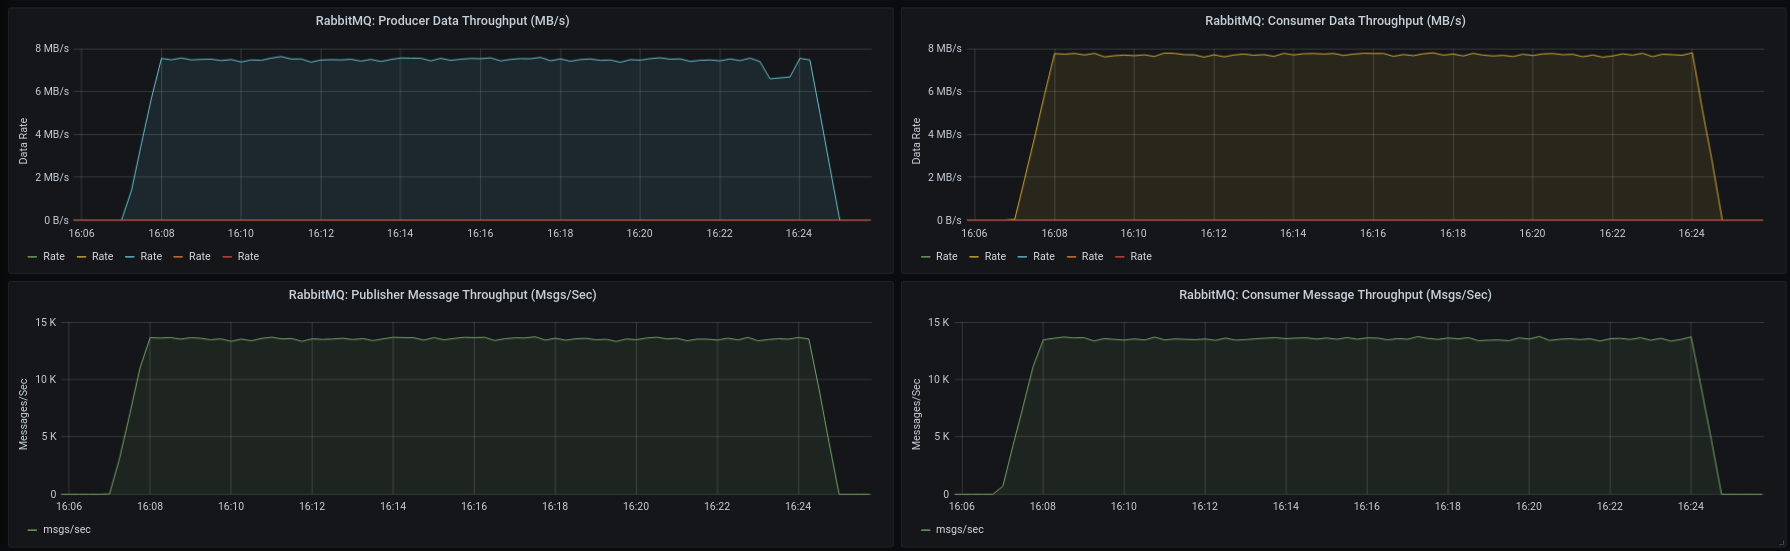 RabbitMQ: Producer Data Throughput (MB/s)
8 MB/s
6 MB/s
4 MB/s
2 MB/s
0 B/s
Data Rate
16:06 16:08 16:10 16:12 16:14 16:16 16:18 16:20 16:22 16:24
Rate Rate Rate Rate Rate
RabbitMQ: Consumer Data Throughput (MB/s)
8 MB/s
6 MB/s
4 MB/s
2 MB/s
0 B/s
Data Rate
16:06 16:08 16:10 16:12 16:14 16:16 16:18 16:20 16:22 16:24
Rate Rate Rate Rate Rate
RabbitMQ: Publisher Message Throughput (Msgs/Sec)
15 K
10 K
5 K
0
Messages/Sec
16:06 16:08 16:10 16:12 16:14 16:16 16:18 16:20 16:22 16:24
msgs/sec
RabbitMQ: Consumer Message Throughput (Msgs/Sec)
15 K
10 K
5 K
0
Messages/Sec
16:06 16:08 16:10 16:12 16:14 16:16 16:18 16:20 16:22 16:24
msgs/sec